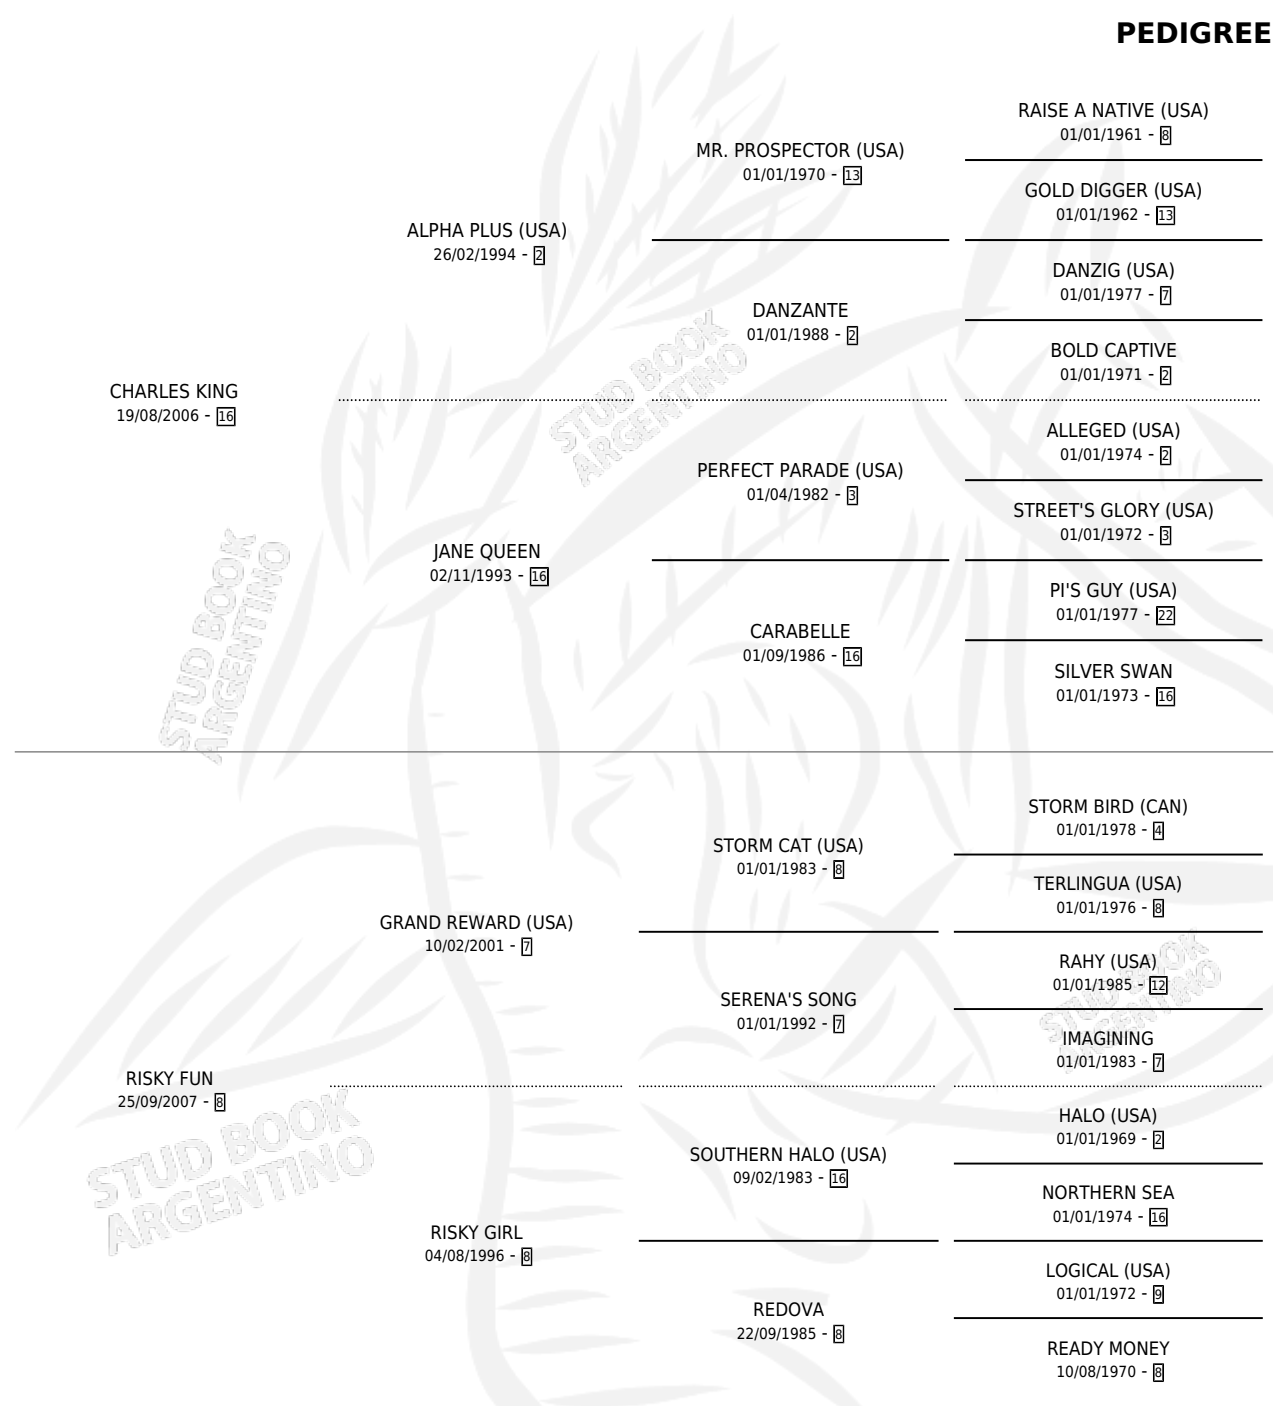 PEDIGREE
RAISE A NATIVE (USA)
01/01/1961 - 8
MR. PROSPECTOR (USA)
01/01/1970 - 13
GOLD DIGGER (USA)
01/01/1962 - 13
ALPHA PLUS (USA)
26/02/1994 - 2
DANZIG (USA)
01/01/1977 - 7
DANZANTE
01/01/1988 - 2
BOLD CAPTIVE
01/01/1971 - 2
CHARLES KING
19/08/2006 - 16
ALLEGED (USA)
01/01/1974 - 2
PERFECT PARADE (USA)
01/04/1982 - 3
STREET'S GLORY (USA)
01/01/1972 - 3
JANE QUEEN
02/11/1993 - 16
PI'S GUY (USA)
01/01/1977 - 22
CARABELLE
01/09/1986 - 16
SILVER SWAN
01/01/1973 - 16
STORM BIRD (CAN)
01/01/1978 - 4
STORM CAT (USA)
01/01/1983 - 8
TERLINGUA (USA)
01/01/1976 - 8
GRAND REWARD (USA)
10/02/2001 - 7
RAHY (USA)
01/01/1985 - 12
SERENA'S SONG
01/01/1992 - 7
IMAGINING
01/01/1983 - 7
RISKY FUN
25/09/2007 - 8
HALO (USA)
01/01/1969 - 2
SOUTHERN HALO (USA)
09/02/1983 - 16
NORTHERN SEA
01/01/1974 - 16
RISKY GIRL
04/08/1996 - 8
LOGICAL (USA)
01/01/1972 - 9
REDOVA
22/09/1985 - 8
READY MONEY
10/08/1970 - 8
STUD BOOK
ARGENTINO
STUD BOOK
ARGENTINO
STUD BOOK
ARGENTINO
STUD BOOK
ARGENTINO